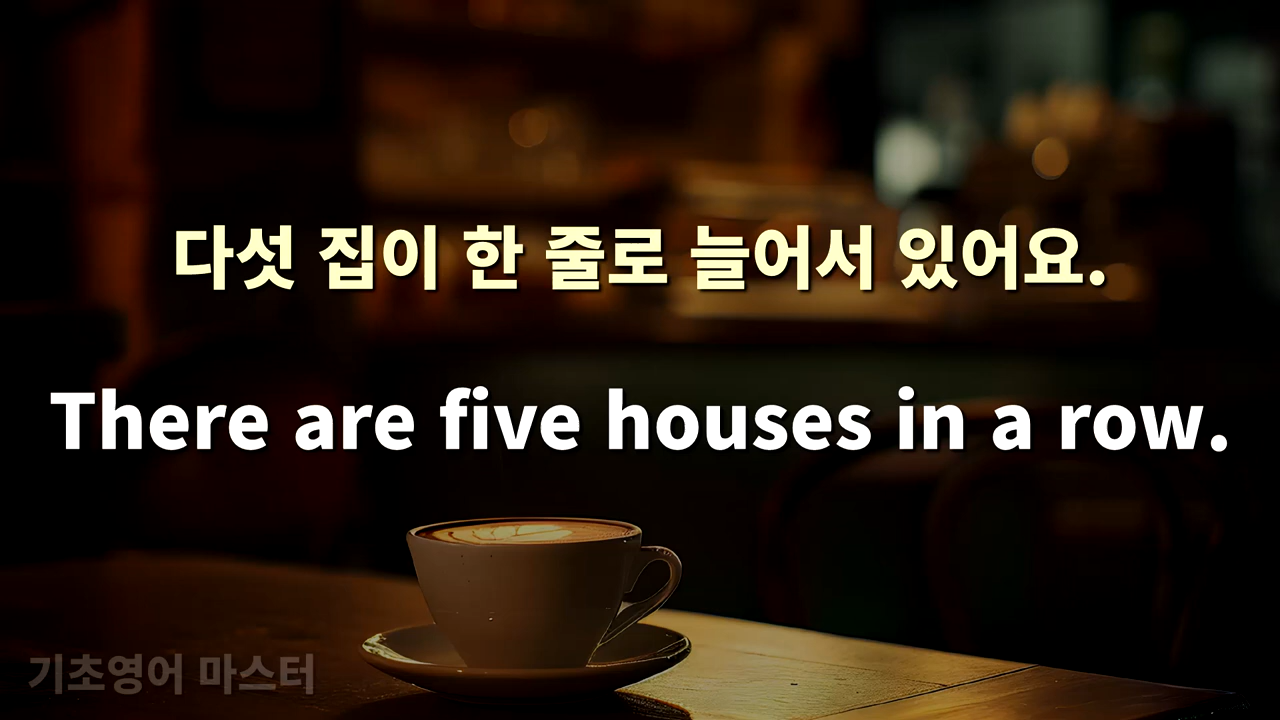 다섯 집이 한 줄로 늘어서 있어요.
There are five houses in a row.
기초영어 마스터